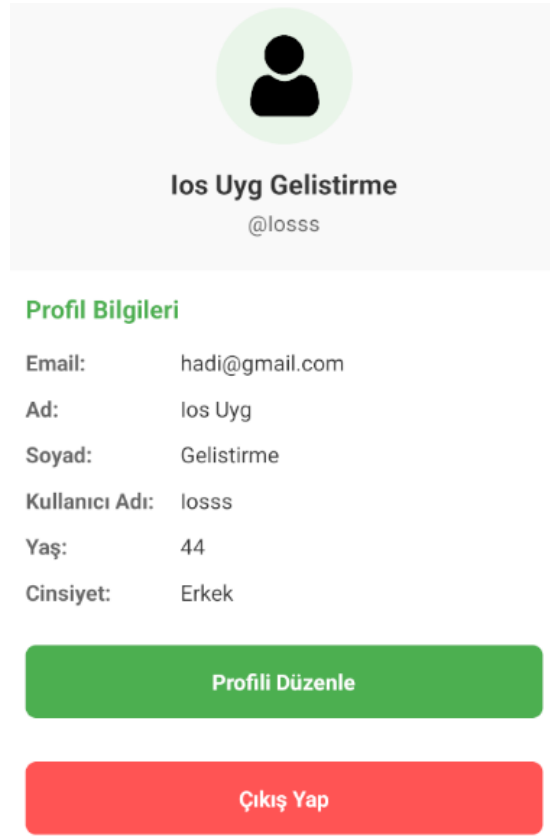 Ios Uyg Gelistirme
@Iosss
Profil Bilgileri
Email: hadi@gmail.com
Ad: Ios Uyg
Soyad: Gelistirme
Kullanıcı Adı: Iosss
Yaş: 44
Cinsiyet: Erkek
Profili Düzenle
Çıkış Yap